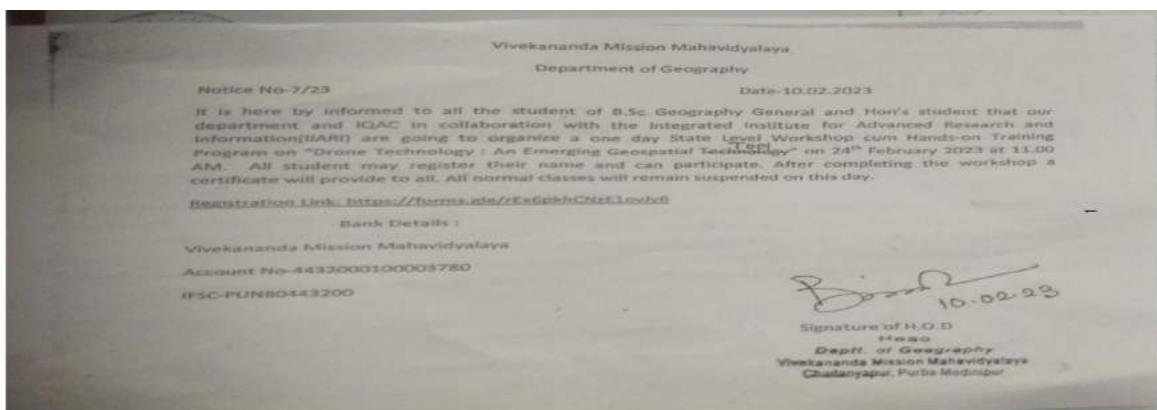 Vivekananda Mission Mahavidyalaya
Department of Geography
Notice No-7/23 Date-10.02.2023
It is here by informed to all the student of B.Sc Geography General and Hon's student that our
department and IQAC in collaboration with the Integrated Institute for Advanced Research and
Information(IIARI) are going to organize a one day State Level Workshop cum Hands-on Training
Program on "Drone Technology : An Emerging Geospatial Technology" on 24th February 2023 at 11.00
AM. All student may register their name and can participate. After completing the workshop a
certificate will provide to all. All normal classes will remain suspended on this day.
Registration Link: https://forms.gle/
Bank Details :
Vivekananda Mission Mahavidyalaya
Account No-4432000100003780
IFSC-PUNB0443200
10-02-23
Signature of H.O.D
Head
Deptt. of Geography
Vivekananda Mission Mahavidyalaya
Chaitanyapur, Purba Medinipur